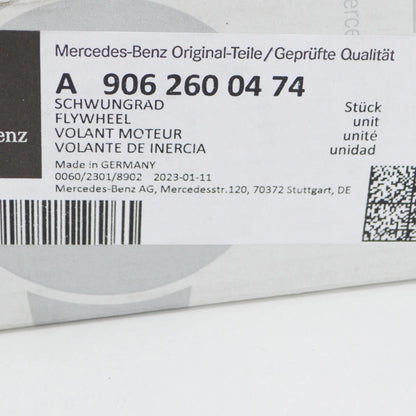 Mercedes-Benz Original-Teile/Geprüfte Qualität
A 906 260 04 74
SCHWUNGRAD Stück
FLYWHEEL unit
VOLANT MOTEUR unité
VOLANTE DE INERCIA unidad
Made in GERMANY
0060/2301/8902 2023-01-11
Mercedes-Benz AG, Mercedesstr.120, 70372 Stuttgart, DE
enz